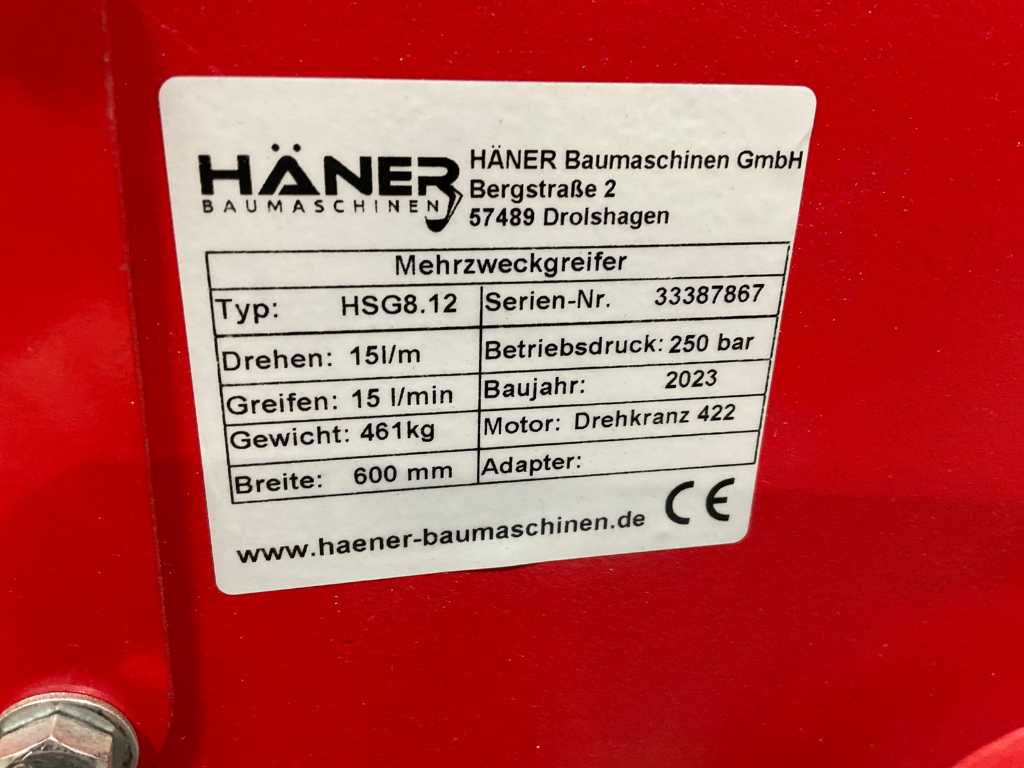 HÄNER
BAUMASCHINEN
HÄNER Baumaschinen GmbH
Bergstraße 2
57489 Drolshagen
Mehrzweckgreifer
Typ: HSG8.12 Serien-Nr. 33387867
Drehen: 15l/m Betriebsdruck: 250 bar
Greifen: 15 l/min Baujahr: 2023
Gewicht: 461kg Motor: Drehkranz 422
Breite: 600 mm Adapter:
www.haener-baumaschinen.de CE